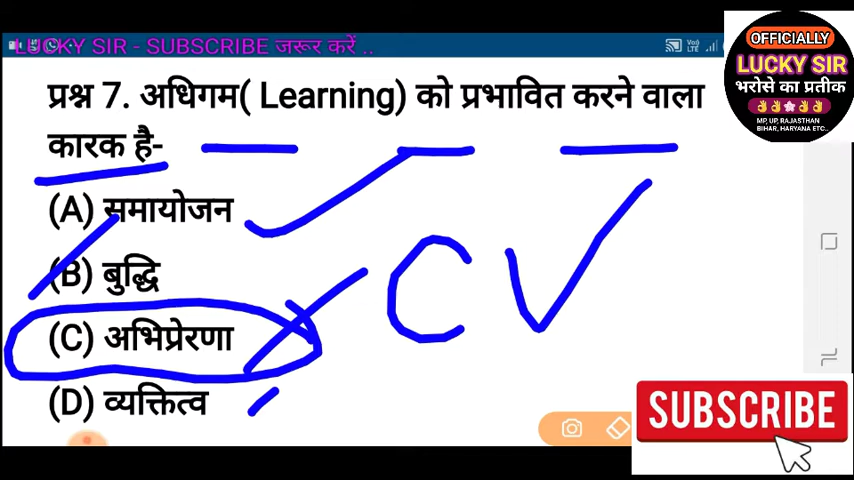 LUCKY SIR - SUBSCRIBE जरूर करें ..
OFFICIALLY
LUCKY SIR
भरोसे का प्रतीक
MP, UP, RAJASTHAN
BIHAR, HARYANA ETC..
प्रश्न 7. अधिगम( Learning) को प्रभावित करने वाला
कारक है-
(A) समायोजन
(B) बुद्धि
(C) अभिप्रेरणा
(D) व्यक्तित्व
C
SUBSCRIBE